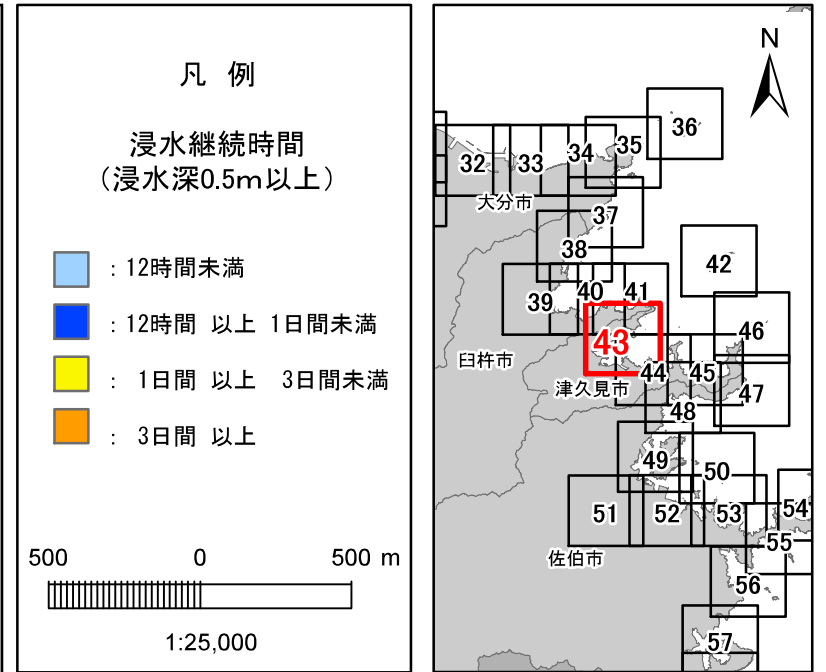 凡 例
浸水継続時間
（浸水深0.5m以上）
：12時間未満
：12時間 以上 1日間未満
： 1日間 以上 3日間未満
： 3日間 以上
500 0 500 m
1:25,000
N
36
35
34
33
32
大分市
37
38
42
41
40
39
46
43
臼杵市
44
45
津久見市
47
48
49
50
51
52
53
54
55
佐伯市
56
57